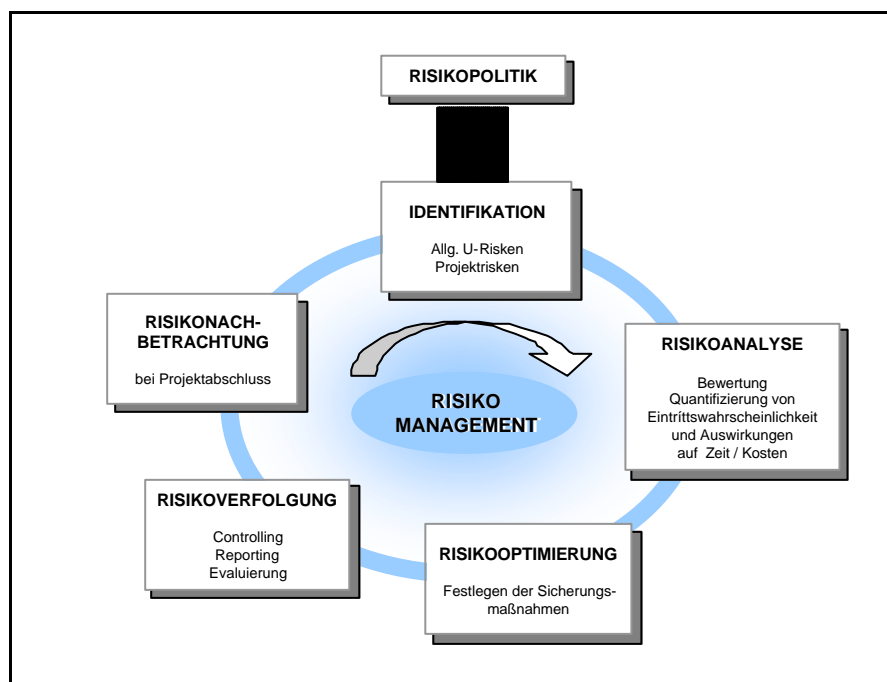 RISIKOPOLITIK
IDENTIFIKATION
Allg. U-Risken
Projektrisken
RISIKOANALYSE
Bewertung
Quantifizierung von
Eintrittswahrscheinlichkeit
und Auswirkungen
auf Zeit / Kosten
RISIKOOPTIMIERUNG
Festlegen der Sicherungs-
maßnahmen
RISIKOVERFOLGUNG
Controlling
Reporting
Evaluierung
RISIKONACH-
BETRACHTUNG
bei Projektabschluss
RISIKO
MANAGEMENT